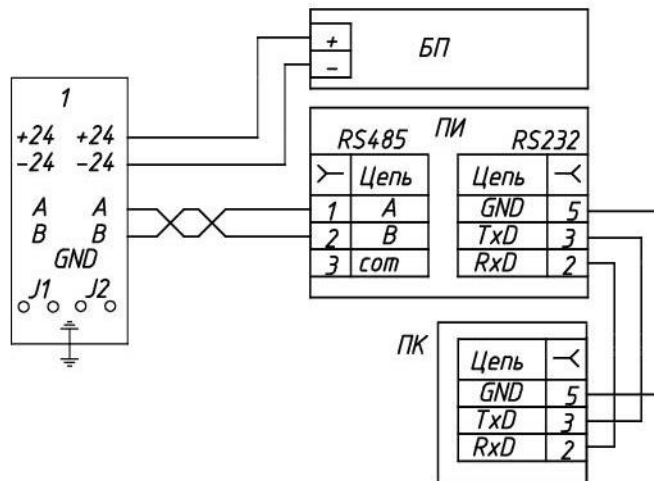 +
БП
-
1
+24 +24
-24 -24
A A
B B
GND
J1 J2
ПИ
RS485
Цепь
1 A
2 B
3 com
RS232
Цепь
GND 5
TxD 3
RxD 2
ПК
Цепь
GND 5
TxD 3
RxD 2